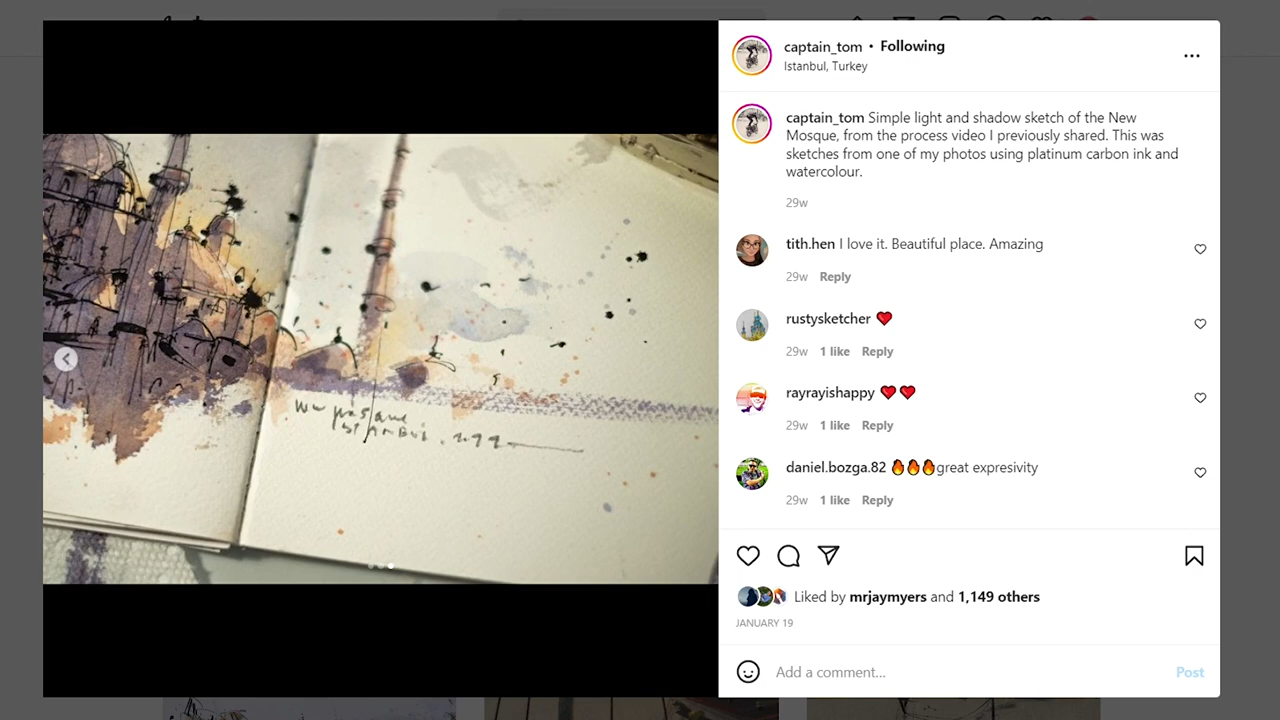 captain_tom • Following
Istanbul, Turkey
captain_tom Simple light and shadow sketch of the New
Mosque, from the process video I previously shared. This was
sketches from one of my photos using platinum carbon ink and
watercolour.
29w
tith.hen I love it. Beautiful place. Amazing
29w Reply
rustysketcher ❤️
29w 1 like Reply
rayrayishappy ❤️❤️
29w 1 like Reply
daniel.bozga.82 🔥🔥🔥great expresivity
29w 1 like Reply
Liked by mrjaymyers and 1,149 others
JANUARY 19
Add a comment... Post